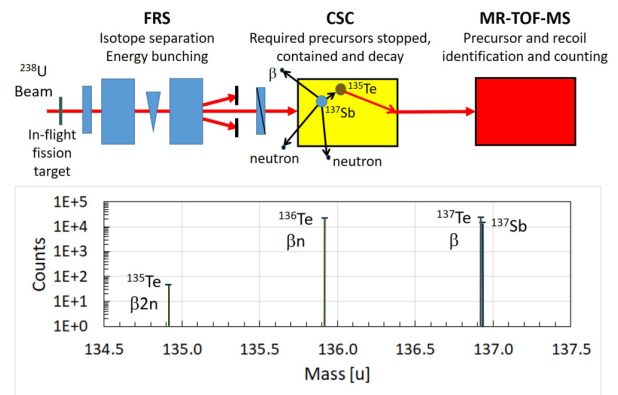 FRS
Isotope separation
Energy bunching
CSC
Required precursors stopped,
contained and decay
MR-TOF-MS
Precursor and recoil
identification and counting
²³⁸U
Beam
In-flight
fission
target
β
¹³⁵Te
¹³⁷Sb
neutron
neutron
Counts
1E+5
1E+4
1E+3
1E+2
1E+1
1E+0
¹³⁵Te
β2n
¹³⁶Te
βn
¹³⁷Te
β
¹³⁷Sb
134.5 135.0 135.5 136.0 136.5 137.0 137.5
Mass [u]